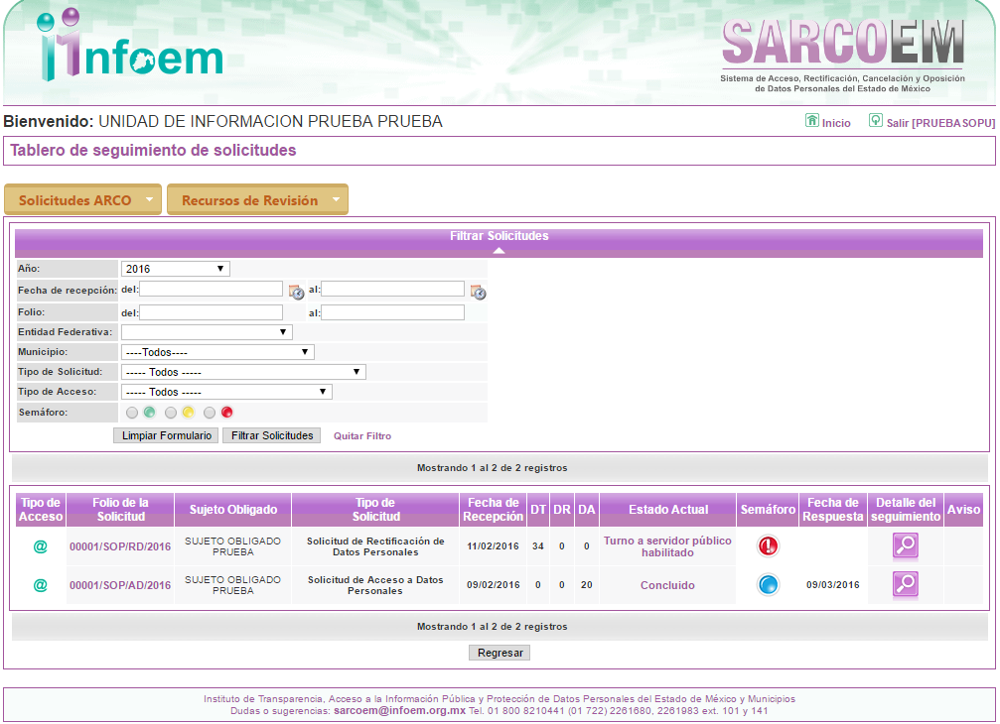 infoem
SARCOEM
Sistema de Acceso, Rectificación, Cancelación y Oposición
de Datos Personales del Estado de México
Bienvenido: UNIDAD DE INFORMACION PRUEBA PRUEBA
Inicio Salir [PRUEBASOPU]
Tablero de seguimiento de solicitudes
Solicitudes ARCO Recursos de Revisión
Filtrar Solicitudes
Año: 2016
Fecha de recepción: del: al:
Folio: del: al:
Entidad Federativa:
Municipio: ----Todos----
Tipo de Solicitud: ----- Todos -----
Tipo de Acceso: ----- Todos -----
Semáforo:
Limpiar Formulario Filtrar Solicitudes Quitar Filtro
Mostrando 1 al 2 de 2 registros
Tipo de Acceso Folio de la Solicitud Sujeto Obligado Tipo de Solicitud Fecha de Recepción DT DR DA Estado Actual Semáforo Fecha de Respuesta Detalle del seguimiento Aviso
@ 00001/SOP/RD/2016 SUJETO OBLIGADO PRUEBA Solicitud de Rectificación de Datos Personales 11/02/2016 34 0 0 Turno a servidor público habilitado
@ 00001/SOP/AD/2016 SUJETO OBLIGADO PRUEBA Solicitud de Acceso a Datos Personales 09/02/2016 0 0 20 Concluido 09/03/2016
Mostrando 1 al 2 de 2 registros
Regresar
Instituto de Transparencia, Acceso a la Información Pública y Protección de Datos Personales del Estado de México y Municipios
Dudas o sugerencias: sarcoem@infoem.org.mx Tel. 01 800 8210441 (01 722) 2261680, 2261983 ext. 101 y 141